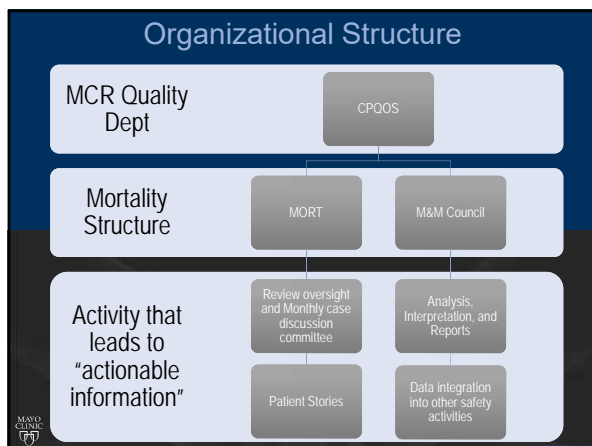 Organizational Structure
MCR Quality
Dept
CPQOS
Mortality
Structure
MORT
M&M Council
Activity that
leads to
“actionable
information”
Review oversight
and Monthly case
discussion
committee
Analysis,
Interpretation, and
Reports
Patient Stories
Data integration
into other safety
activities
MAYO
CLINIC